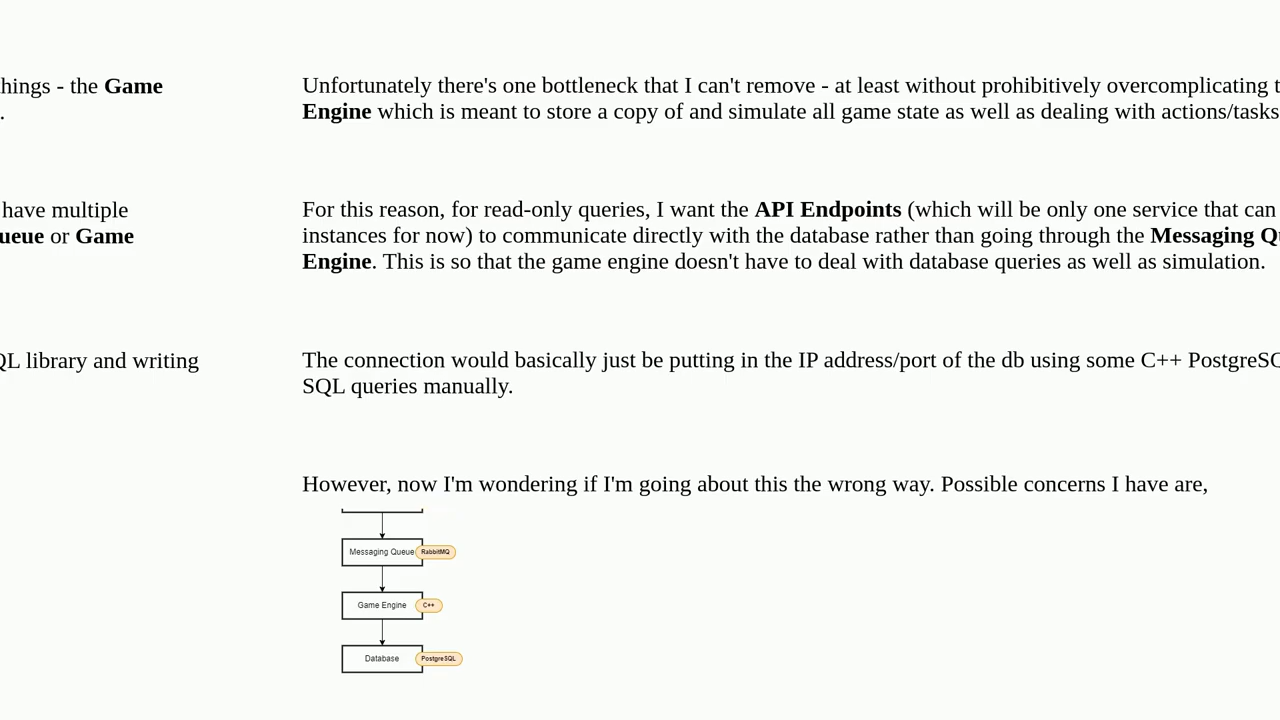 Unfortunately there's one bottleneck that I can't remove - at least without prohibitively overcomplicating
things - the Game
Engine which is meant to store a copy of and simulate all game state as well as dealing with actions/tasks
.
For this reason, for read-only queries, I want the API Endpoints (which will be only one service that can
have multiple
instances for now) to communicate directly with the database rather than going through the Messaging Queue or Game
Engine. This is so that the game engine doesn't have to deal with database queries as well as simulation.
The connection would basically just be putting in the IP address/port of the db using some C++ PostgreSQL library and writing
SQL queries manually.
However, now I'm wondering if I'm going about this the wrong way. Possible concerns I have are,
Messaging Queue RabbitMQ
Game Engine C++
Database PostgreSQL